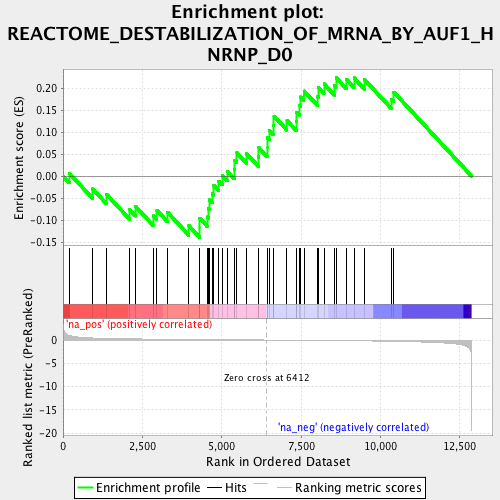 Enrichment plot:
REACTOME_DESTABILIZATION_OF_MRNA_BY_AUF1_H
NRNP_D0
Enrichment score (ES)
0.20
0.15
0.10
0.05
0.00
-0.05
-0.10
-0.15
'na_pos' (positively correlated)
Ranked list metric (PreRanked)
0
-5
-10
-15
-20
Zero cross at 6412
'na_neg' (negatively correlated)
0
2,500
5,000
7,500
10,000
12,500
Rank in Ordered Dataset
Enrichment profile
Hits
Ranking metric scores